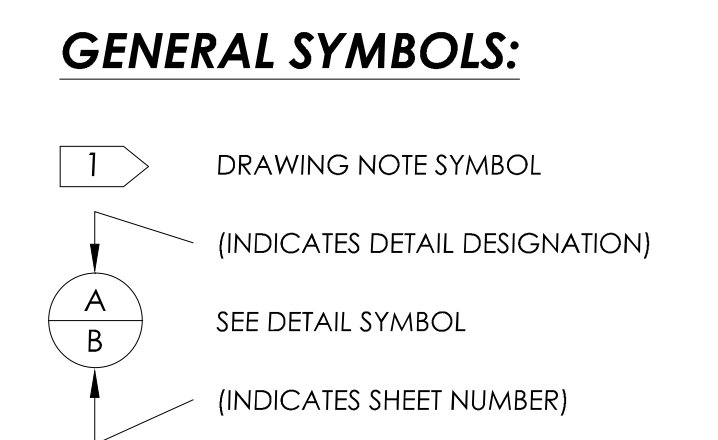 GENERAL SYMBOLS:
1
DRAWING NOTE SYMBOL
(INDICATES DETAIL DESIGNATION)
A
SEE DETAIL SYMBOL
B
(INDICATES SHEET NUMBER)